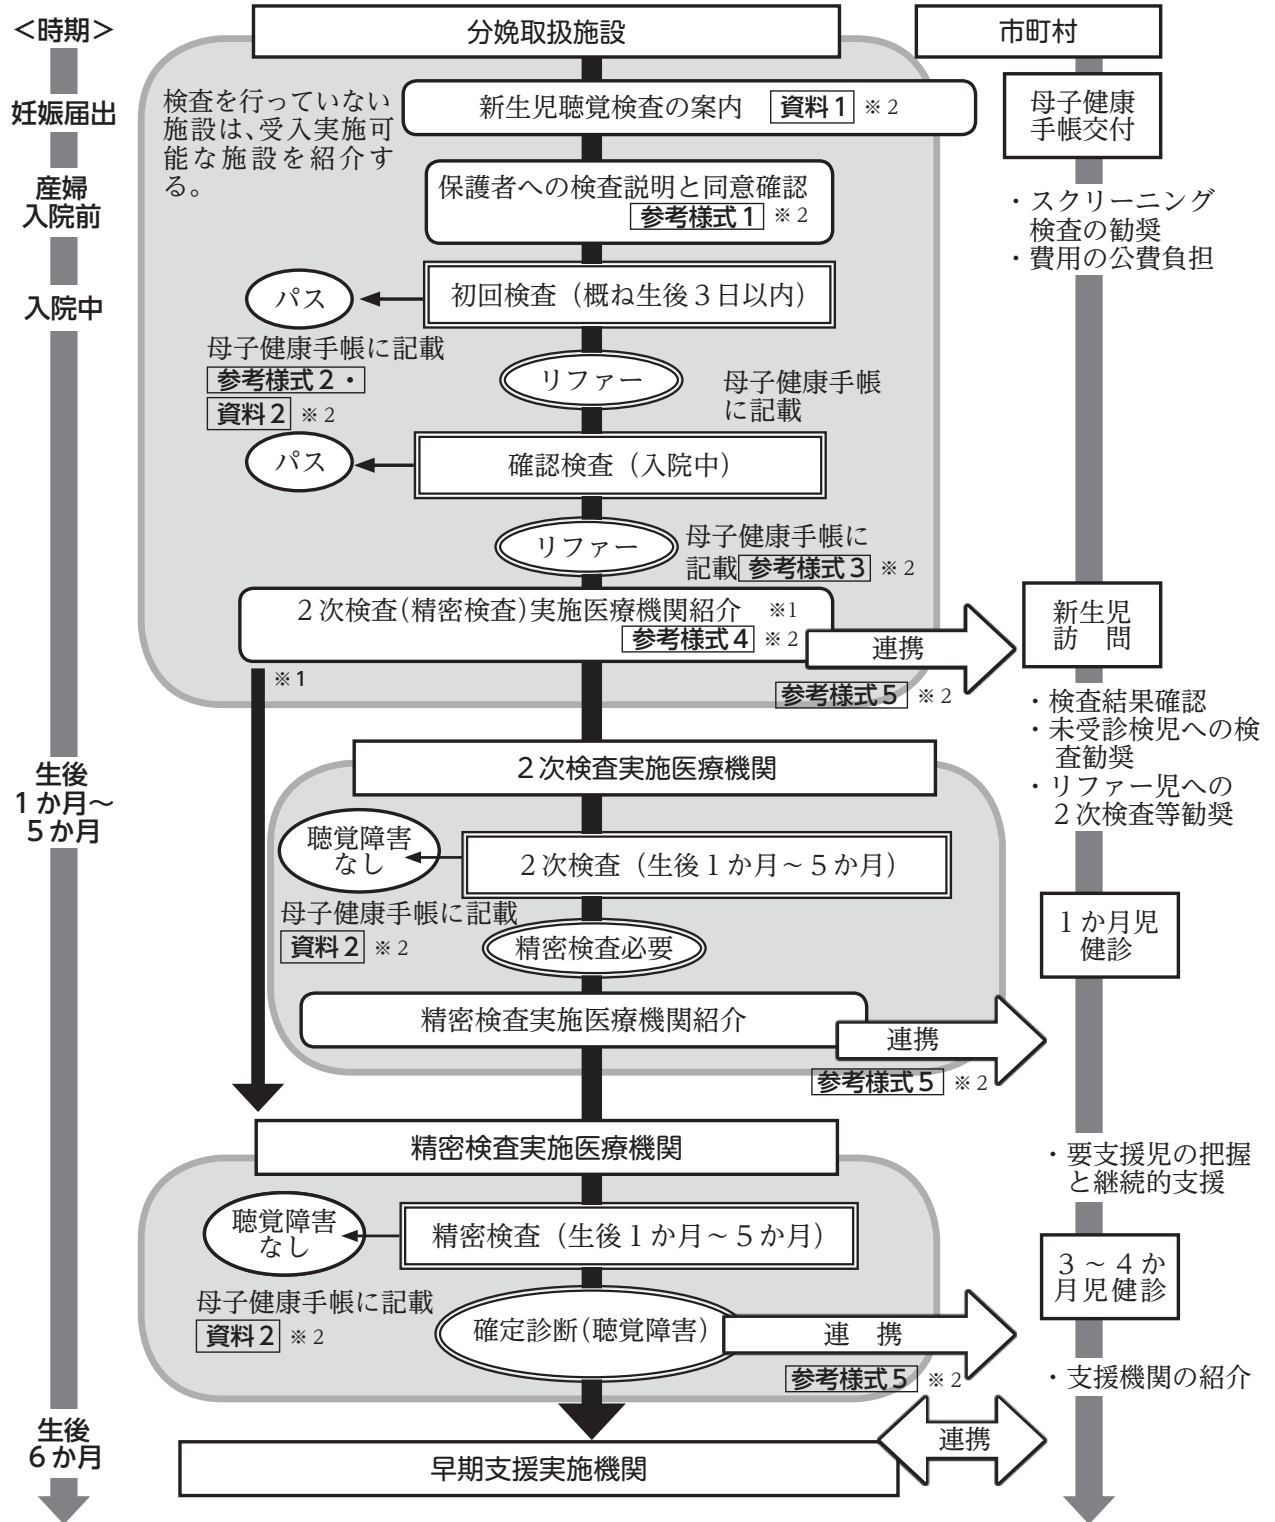 <時期>
分娩取扱施設
市町村
妊娠届出
検査を行っていない
施設は、受入実施可
能な施設を紹介す
る。
新生児聴覚検査の案内 資料1 ※2
母子健康
手帳交付
産婦
入院前
保護者への検査説明と同意確認
参考様式1 ※2
・スクリーニング
検査の勧奨
・費用の公費負担
入院中
パス
初回検査（概ね生後３日以内）
母子健康手帳に記載
参考様式2・
資料2 ※2
リファー
母子健康手帳
に記載
パス
確認検査（入院中）
リファー
母子健康手帳に
記載 参考様式3 ※2
２次検査(精密検査)実施医療機関紹介 ※1
参考様式4 ※2
連携
参考様式5 ※2
新生児
訪　問
※1
・検査結果確認
・未受診検児への検
査勧奨
・リファー児への
２次検査等勧奨
生後
1か月～
5か月
２次検査実施医療機関
聴覚障害
なし
２次検査（生後１か月～５か月）
母子健康手帳に記載
資料2 ※2
精密検査必要
１か月児
健診
精密検査実施医療機関紹介
連携
参考様式5 ※2
精密検査実施医療機関
・要支援児の把握
と継続的支援
聴覚障害
なし
精密検査（生後１か月～５か月）
母子健康手帳に記載
資料2 ※2
確定診断(聴覚障害)
連　携
参考様式5 ※2
３～４か
月児健診
・支援機関の紹介
生後
6か月
早期支援実施機関
連携